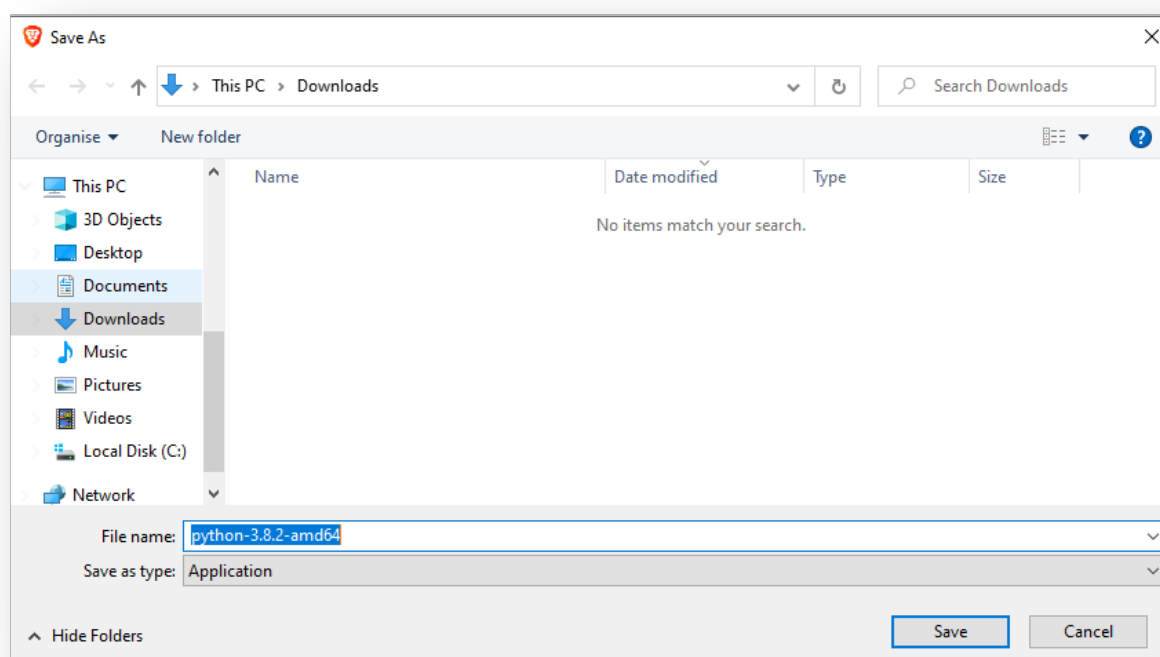 Save As
This PC > Downloads
Search Downloads
Organise
New folder
?
Name
Date modified
Type
Size
No items match your search.
This PC
3D Objects
Desktop
Documents
Downloads
Music
Pictures
Videos
Local Disk (C:)
Network
File name: python-3.8.2-amd64
Save as type: Application
Hide Folders
Save
Cancel